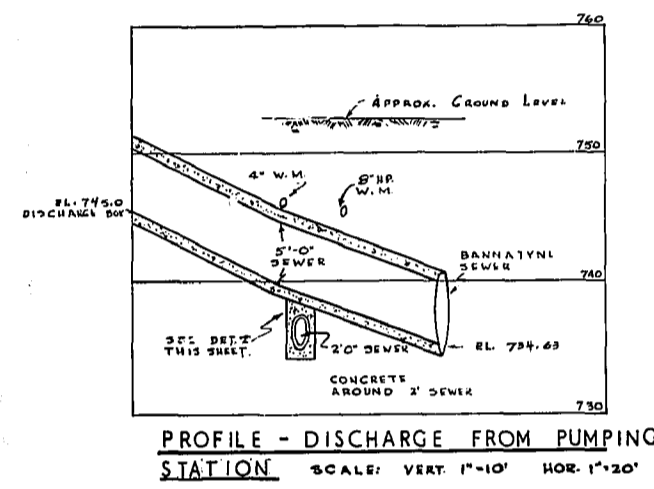 760
APPROX. GROUND LEVEL
750
4" W.M.
8" HP.
W.M.
EL. 745.0
DISCHARGE BOX
5'-0"
SEWER
BANNATYNE
SEWER
740
SEE DET. 2
THIS SHEET.
2'0" SEWER
EL. 734.63
CONCRETE
AROUND 2' SEWER
730
PROFILE - DISCHARGE FROM PUMPING
STATION SCALE: VERT. 1"=10' HOR. 1"=20'